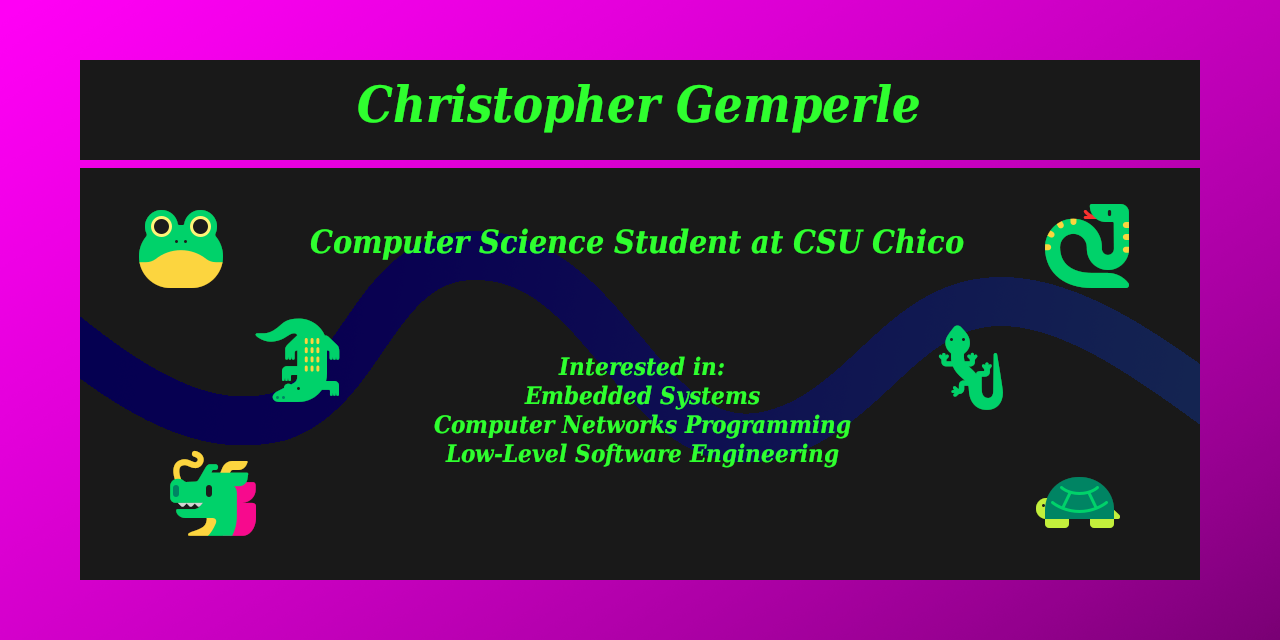 Christopher Gemperle
Computer Science Student at CSU Chico
Interested in:
Embedded Systems
Computer Networks Programming
Low-Level Software Engineering